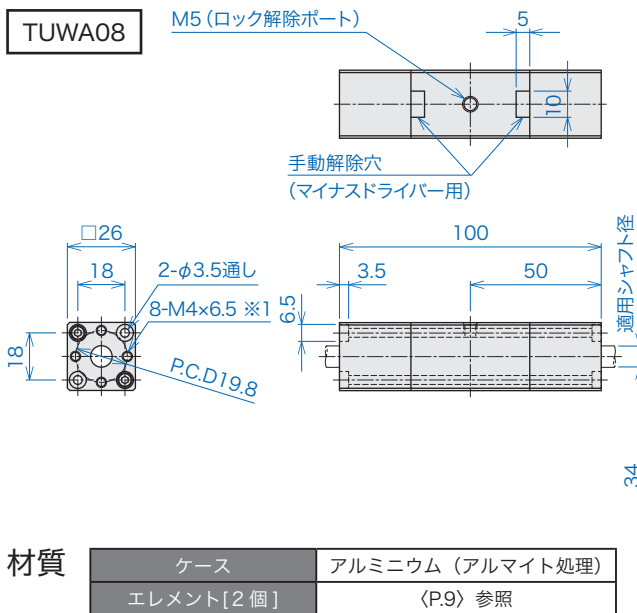 TUWA08
M5(ロック解除ポート)
5
10
手動解除穴
(マイナスドライバー用)
□26
18
2-φ3.5通し
8-M4×6.5 ※1
18
P.C.D19.8
100
3.5
50
6.5
適用シャフト径
34
材質
ケース アルミニウム(アルマイト処理)
エレメント[2個] 〈P.9〉参照